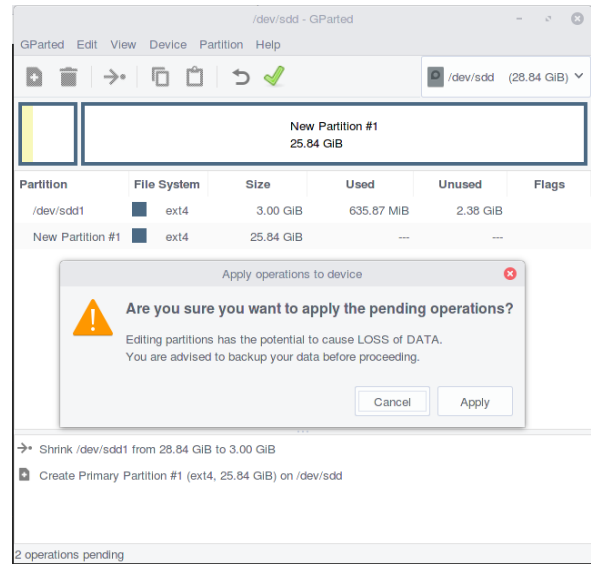 /dev/sdd - GParted
GParted Edit View Device Partition Help
/dev/sdd (28.84 GiB)
New Partition #1
25.84 GiB
Partition File System Size Used Unused Flags
/dev/sdd1 ext4 3.00 GiB 635.87 MiB 2.38 GiB
New Partition #1 ext4 25.84 GiB --- ---
Apply operations to device
Are you sure you want to apply the pending operations?
Editing partitions has the potential to cause LOSS of DATA.
You are advised to backup your data before proceeding.
Cancel Apply
Shrink /dev/sdd1 from 28.84 GiB to 3.00 GiB
Create Primary Partition #1 (ext4, 25.84 GiB) on /dev/sdd
2 operations pending